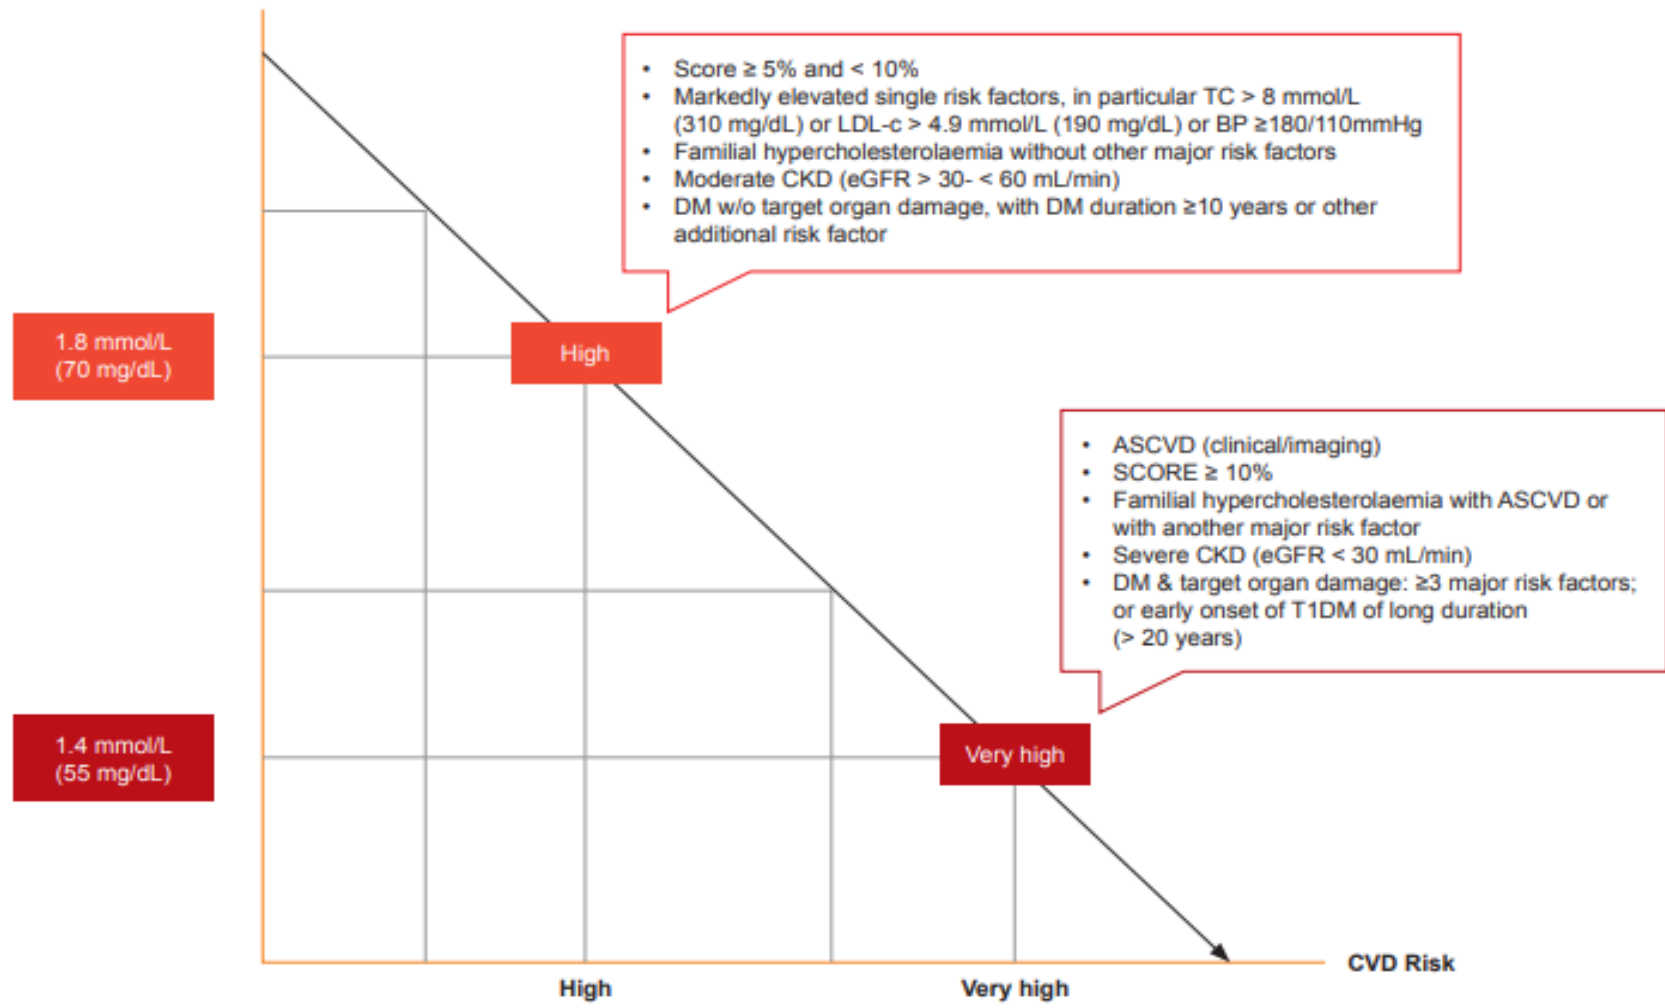 • Score ≥ 5% and < 10%
• Markedly elevated single risk factors, in particular TC > 8 mmol/L
(310 mg/dL) or LDL-c > 4.9 mmol/L (190 mg/dL) or BP ≥180/110mmHg
• Familial hypercholesterolaemia without other major risk factors
• Moderate CKD (eGFR > 30- < 60 mL/min)
• DM w/o target organ damage, with DM duration ≥10 years or other
additional risk factor
1.8 mmol/L
(70 mg/dL)
High
• ASCVD (clinical/imaging)
• SCORE ≥ 10%
• Familial hypercholesterolaemia with ASCVD or
with another major risk factor
• Severe CKD (eGFR < 30 mL/min)
• DM & target organ damage: ≥3 major risk factors;
or early onset of T1DM of long duration
(> 20 years)
1.4 mmol/L
(55 mg/dL)
Very high
CVD Risk
High
Very high